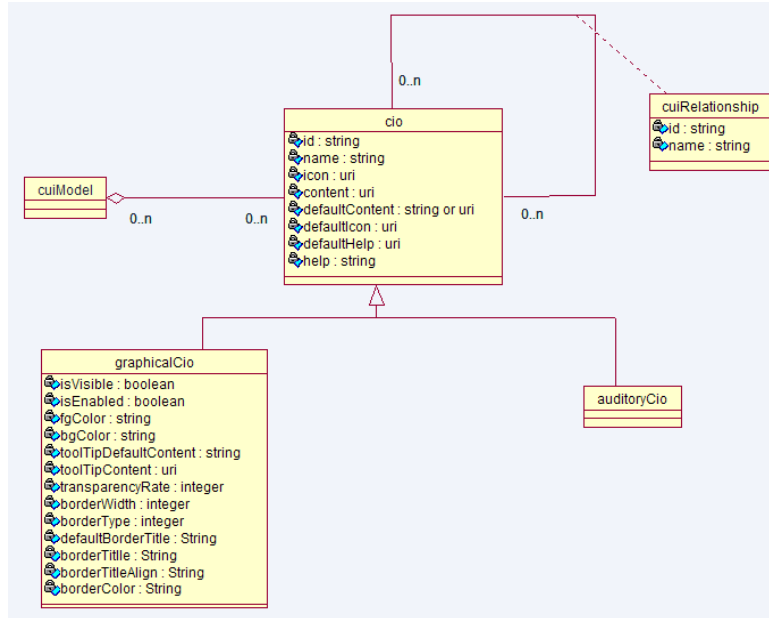 0..n
cio
id : string
name : string
icon : uri
content : uri
defaultContent : string or uri
defaultIcon : uri
defaultHelp : uri
help : string
cuiRelationship
id : string
name : string
cuiModel
0..n
0..n
0..n
graphicalCio
isVisible : boolean
isEnabled : boolean
fgColor : string
bgColor : string
toolTipDefaultContent : string
toolTipContent : uri
transparencyRate : integer
borderWidth : integer
borderType : integer
defaultBorderTitle : String
borderTitlle : String
borderTitleAlign : String
borderColor : String
auditoryCio